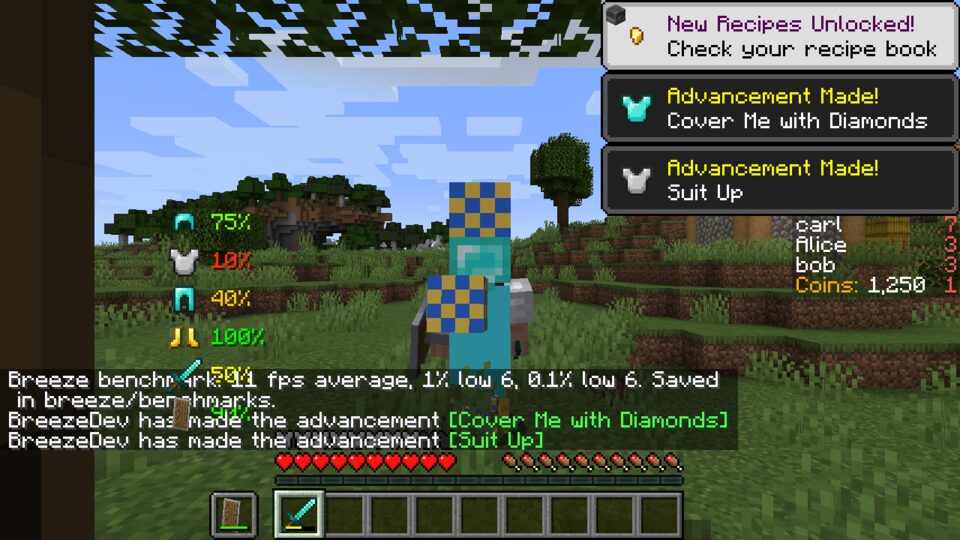 New Recipes Unlocked!
Check your recipe book
Advancement Made!
Cover Me with Diamonds
Advancement Made!
Suit Up
carl 7
Alice 3
bob 3
Coins: 1,250 1
75%
10%
40%
100%
50%
Breeze benchmark: 11 fps average, 1% low 6, 0.1% low 6. Saved
in breeze/benchmarks.
BreezeDev has made the advancement [Cover Me with Diamonds]
BreezeDev has made the advancement [Suit Up]